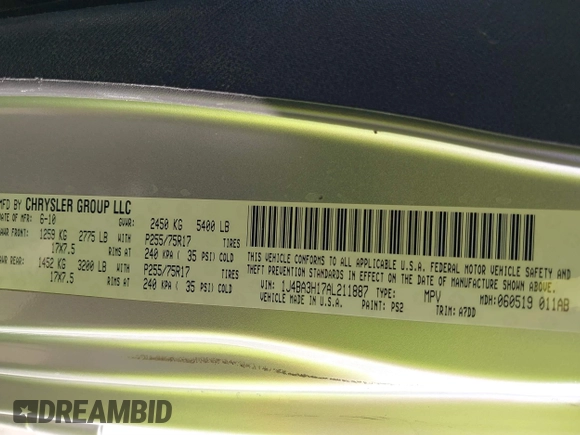 MFD BY CHRYSLER GROUP LLC
DATE OF MFR: 6-10 GVWR: 2450 KG 5400 LB
GAWR FRONT: 1259 KG 2775 LB WITH P255/75R17 TIRES
17X7.5 RIMS AT 240 KPA ( 35 PSI) COLD
GAWR REAR: 1452 KG 3200 LB WITH P255/75R17 TIRES
17X7.5 RIMS AT 240 KPA ( 35 PSI) COLD
THIS VEHICLE CONFORMS TO ALL APPLICABLE U.S.A. FEDERAL MOTOR VEHICLE SAFETY AND
THEFT PREVENTION STANDARDS IN EFFECT ON THE DATE OF MANUFACTURE SHOWN ABOVE.
VIN: 1J4BA3H17AL211887 TYPE: MPV MDH: 060519 011AB
VEHICLE MADE IN U.S.A. PAINT: PS2 TRIM: A7DD
DREAMBID